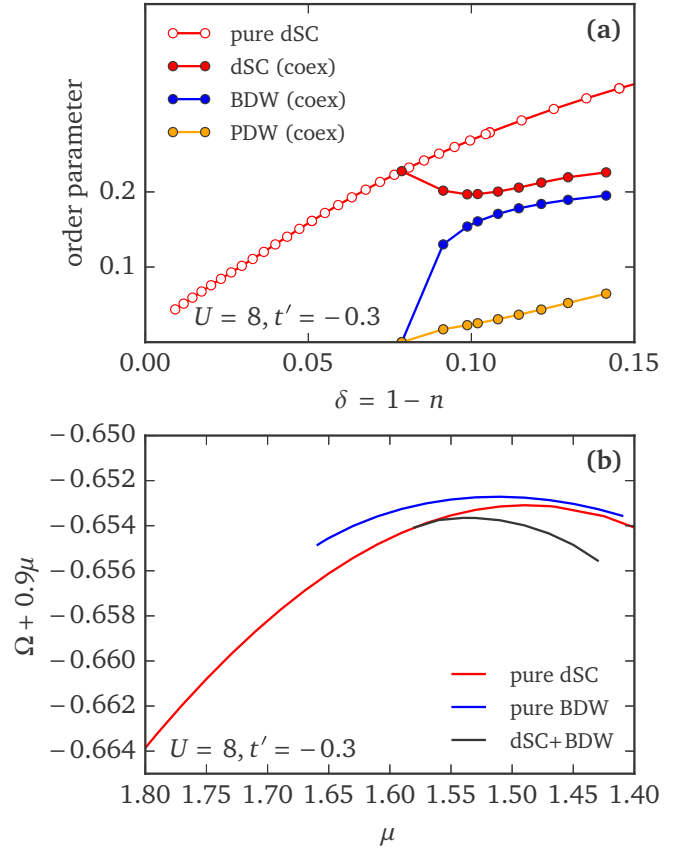 (a)
pure dSC
dSC (coex)
BDW (coex)
PDW (coex)
order parameter
0.2
0.1
U = 8, t′ = −0.3
0.00 0.05 0.10 0.15
δ = 1 − n
(b)
−0.650
−0.652
−0.654
−0.656
−0.658
−0.660
−0.662
−0.664
Ω + 0.9μ
pure dSC
pure BDW
dSC+BDW
U = 8, t′ = −0.3
1.80 1.75 1.70 1.65 1.60 1.55 1.50 1.45 1.40
μ